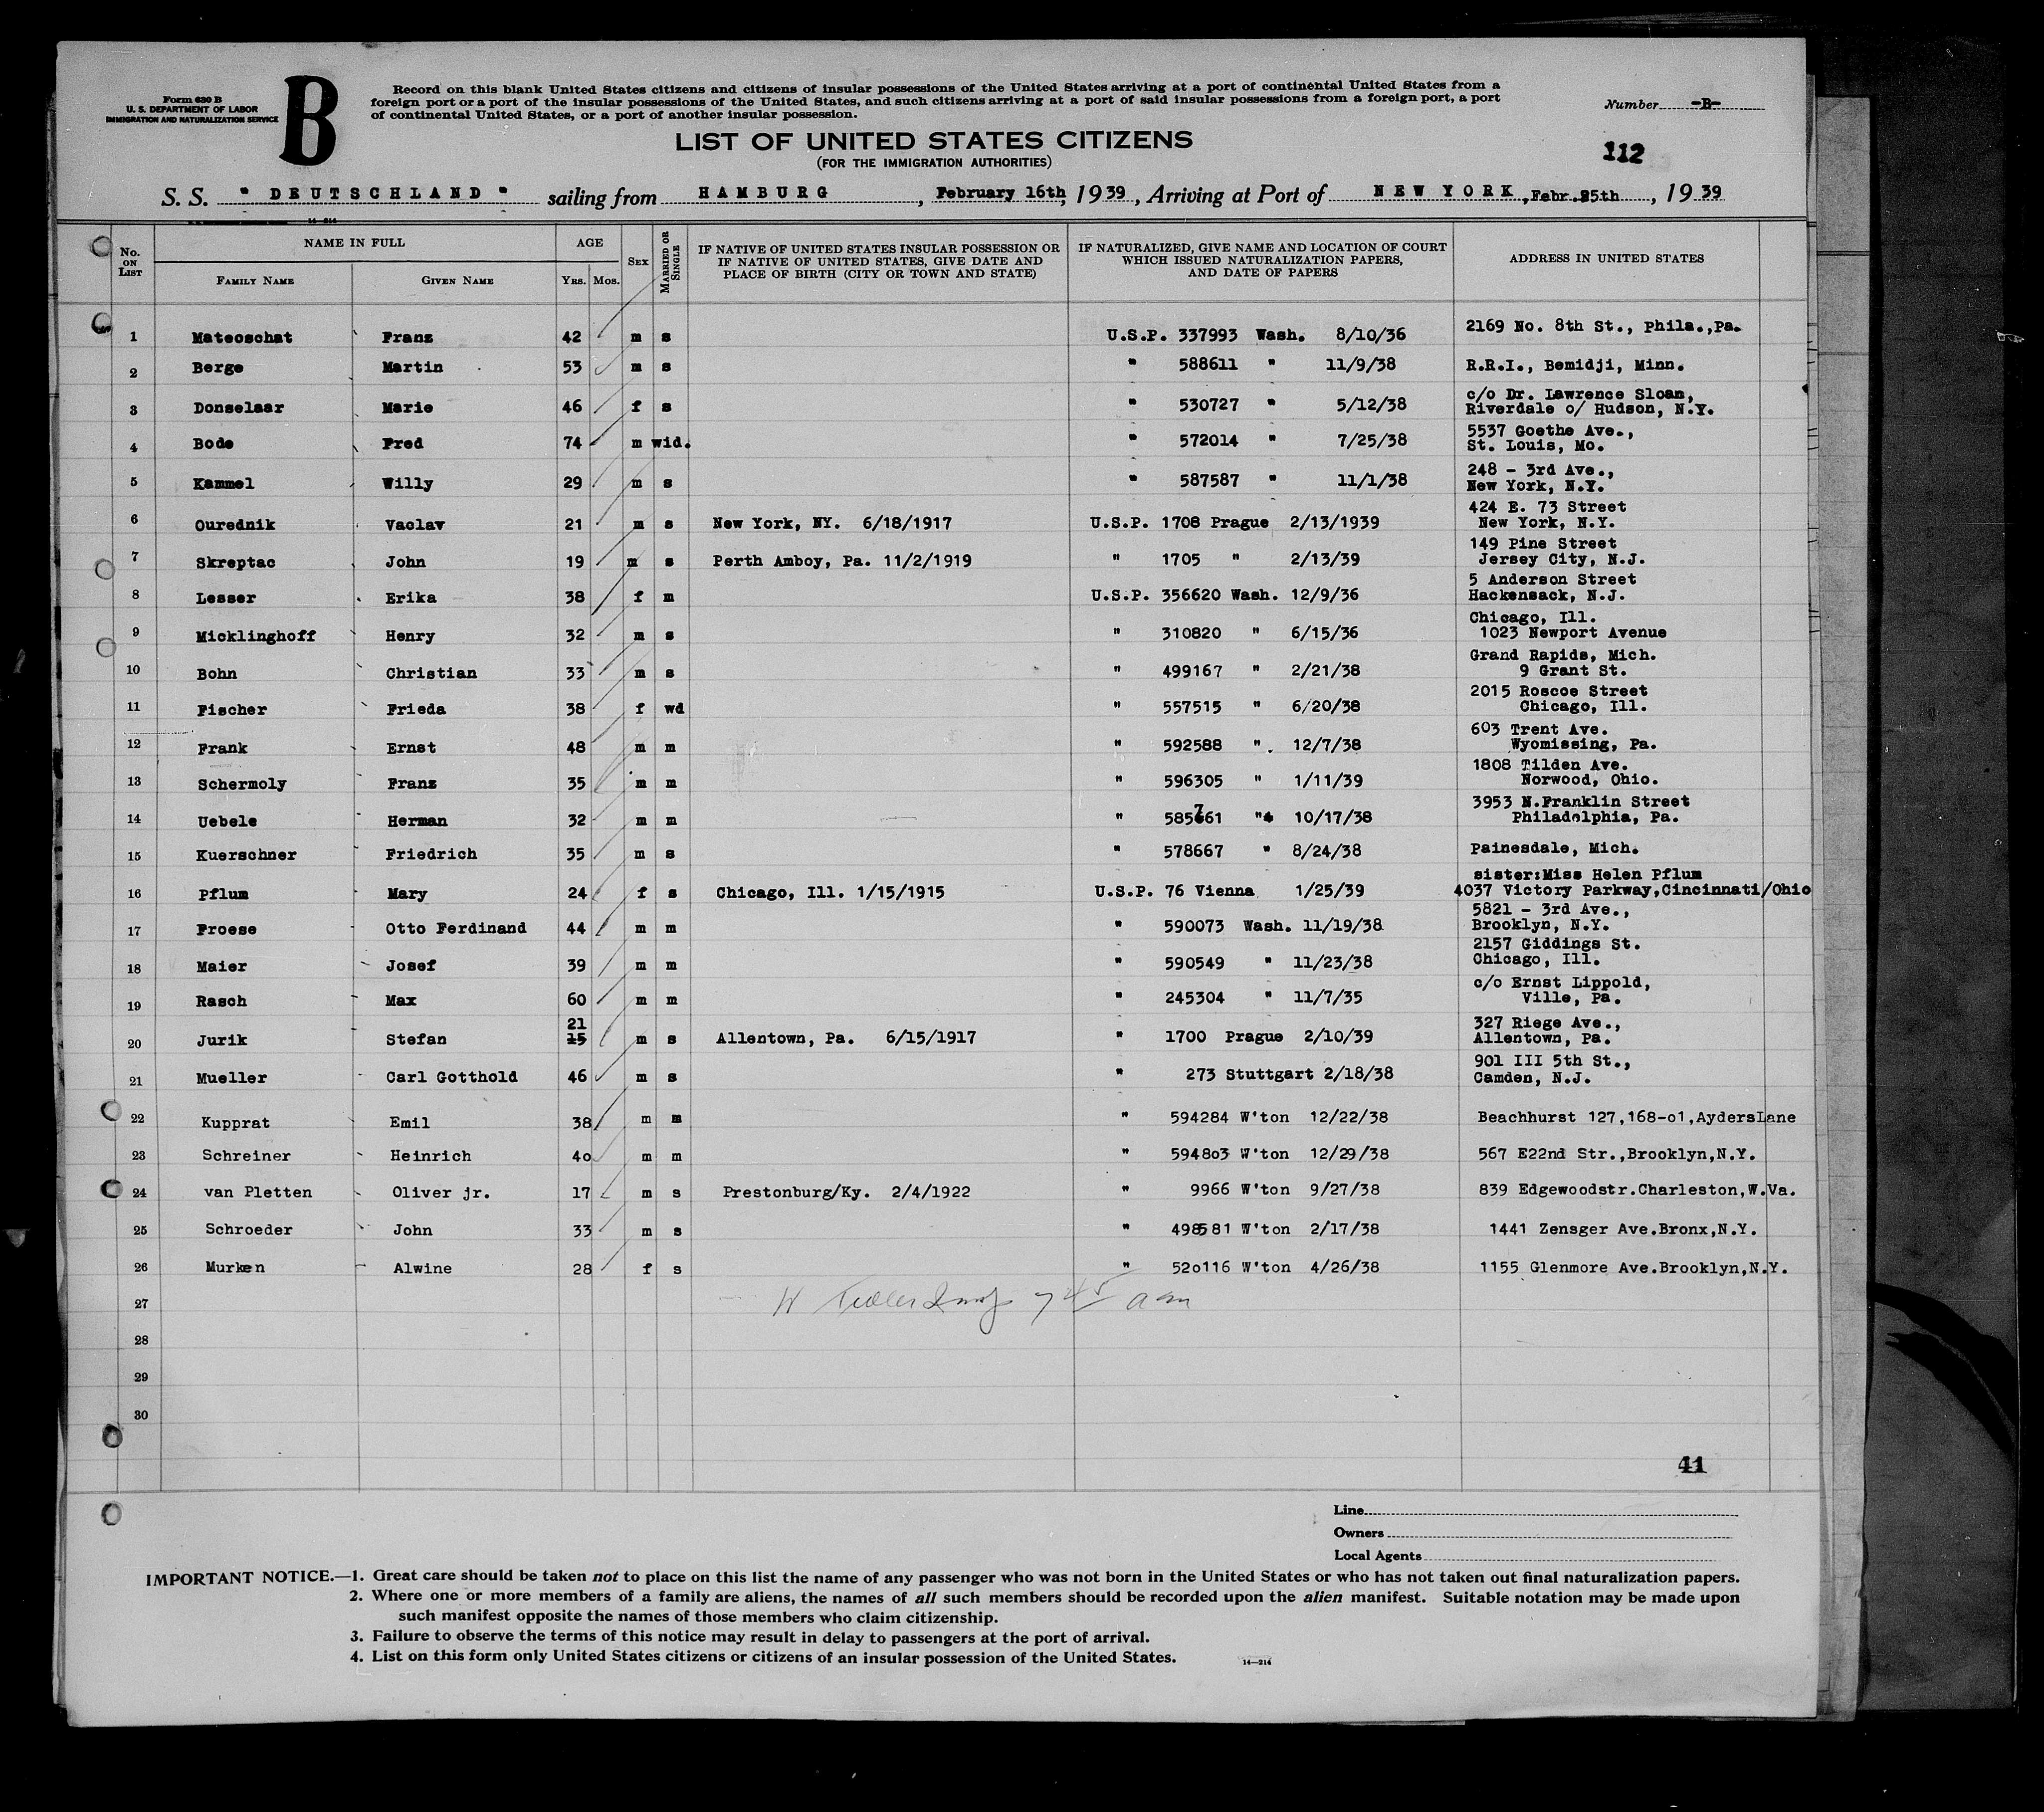 Form 630 B
U. S. DEPARTMENT OF LABOR
IMMIGRATION AND NATURALIZATION SERVICE
B
Record on this blank United States citizens and citizens of insular possessions of the United States arriving at a port of continental United States from a
foreign port or a port of the insular possessions of the United States, and such citizens arriving at a port of said insular possessions from a foreign port, a port
of continental United States, or a port of another insular possession.
Number -B-
LIST OF UNITED STATES CITIZENS
(FOR THE IMMIGRATION AUTHORITIES)
112
S. S. " DEUTSCHLAND " sailing from HAMBURG , February 16th, 1939, Arriving at Port of NEW YORK, Febr.25th , 1939
14-214
No. ON LIST NAME IN FULL AGE SEX MARRIED OR SINGLE IF NATIVE OF UNITED STATES INSULAR POSSESSION OR IF NATIVE OF UNITED STATES, GIVE DATE AND PLACE OF BIRTH (CITY OR TOWN AND STATE) IF NATURALIZED, GIVE NAME AND LOCATION OF COURT WHICH ISSUED NATURALIZATION PAPERS, AND DATE OF PAPERS ADDRESS IN UNITED STATES
FAMILY NAME GIVEN NAME YRS. MOS.
1 Mateoschat Franz 42 m s U.S.P. 337993 Wash. 8/10/36 2169 No. 8th St., Phila.,Pa.
2 Berge Martin 53 m s " 588611 " 11/9/38 R.R.I., Bemidji, Minn.
3 Donselaar Marie 46 f s " 530727 " 5/12/38 c/o Dr. Lawrence Sloan,
Riverdale o/ Hudson, N.Y.
4 Bode Fred 74 m wid. " 572014 " 7/25/38 5537 Goethe Ave.,
St. Louis, Mo.
5 Kammel Willy 29 m s " 587587 " 11/1/38 248 - 3rd Ave.,
New York, N.Y.
6 Ourednik Vaclav 21 m s New York, NY. 6/18/1917 U.S.P. 1708 Prague 2/13/1939 424 E. 73 Street
New York, N.Y.
7 Skreptac John 19 m s Perth Amboy, Pa. 11/2/1919 " 1705 " 2/13/39 149 Pine Street
Jersey City, N.J.
8 Lesser Erika 38 f m U.S.P. 356620 Wash. 12/9/36 5 Anderson Street
Hackensack, N.J.
9 Micklinghoff Henry 32 m s " 310820 " 6/15/36 Chicago, Ill.
1023 Newport Avenue
10 Bohn Christian 33 m s " 499167 " 2/21/38 Grand Rapids, Mich.
9 Grant St.
11 Fischer Frieda 38 f wd " 557515 " 6/20/38 2015 Roscoe Street
Chicago, Ill.
12 Frank Ernst 48 m m " 592588 " 12/7/38 603 Trent Ave.
Wyomissing, Pa.
13 Schermoly Franz 35 m m " 596305 " 1/11/39 1808 Tilden Ave.
Norwood, Ohio.
14 Uebele Herman 32 m m " 585761 " 10/17/38 3953 N.Franklin Street
Philadelphia, Pa.
15 Kuerschner Friedrich 35 m s " 578667 " 8/24/38 Painesdale, Mich.
16 Pflum Mary 24 f s Chicago, Ill. 1/15/1915 U.S.P. 76 Vienna 1/25/39 sister:Miss Helen Pflum
4037 Victory Parkway,Cincinnati/Ohio
17 Froese Otto Ferdinand 44 m m " 590073 Wash. 11/19/38 5821 - 3rd Ave.,
Brooklyn, N.Y.
18 Maier Josef 39 m m " 590549 " 11/23/38 2157 Giddings St.
Chicago, Ill.
19 Rasch Max 60 m m " 245304 " 11/7/35 c/o Ernst Lippold,
Ville, Pa.
20 Jurik Stefan 21 15 m s Allentown, Pa. 6/15/1917 " 1700 Prague 2/10/39 327 Riege Ave.,
Allentown, Pa.
21 Mueller Carl Gotthold 46 m s " 273 Stuttgart 2/18/38 901 III 5th St.,
Camden, N.J.
22 Kupprat Emil 38 m m " 594284 W'ton 12/22/38 Beachhurst 127,168-o1,AydersLane
23 Schreiner Heinrich 4o m m " 5948o3 W'ton 12/29/38 567 E22nd Str.,Brooklyn,N.Y.
24 van Pletten Oliver jr. 17 m s Prestonburg/Ky. 2/4/1922 " 9966 W'ton 9/27/38 839 Edgewoodstr.Charleston,W.Va.
25 Schroeder John 33 m s " 498581 W'ton 2/17/38 1441 Zensger Ave.Bronx,N.Y.
26 Murken Alwine 28 f s " 52o116 W'ton 4/26/38 1155 Glenmore Ave.Brooklyn,N.Y.
27
28
29
30
41
Line
Owners
Local Agents
IMPORTANT NOTICE.—1. Great care should be taken not to place on this list the name of any passenger who was not born in the United States or who has not taken out final naturalization papers.
2. Where one or more members of a family are aliens, the names of all such members should be recorded upon the alien manifest. Suitable notation may be made upon
such manifest opposite the names of those members who claim citizenship.
3. Failure to observe the terms of this notice may result in delay to passengers at the port of arrival.
4. List on this form only United States citizens or citizens of an insular possession of the United States.
14—214